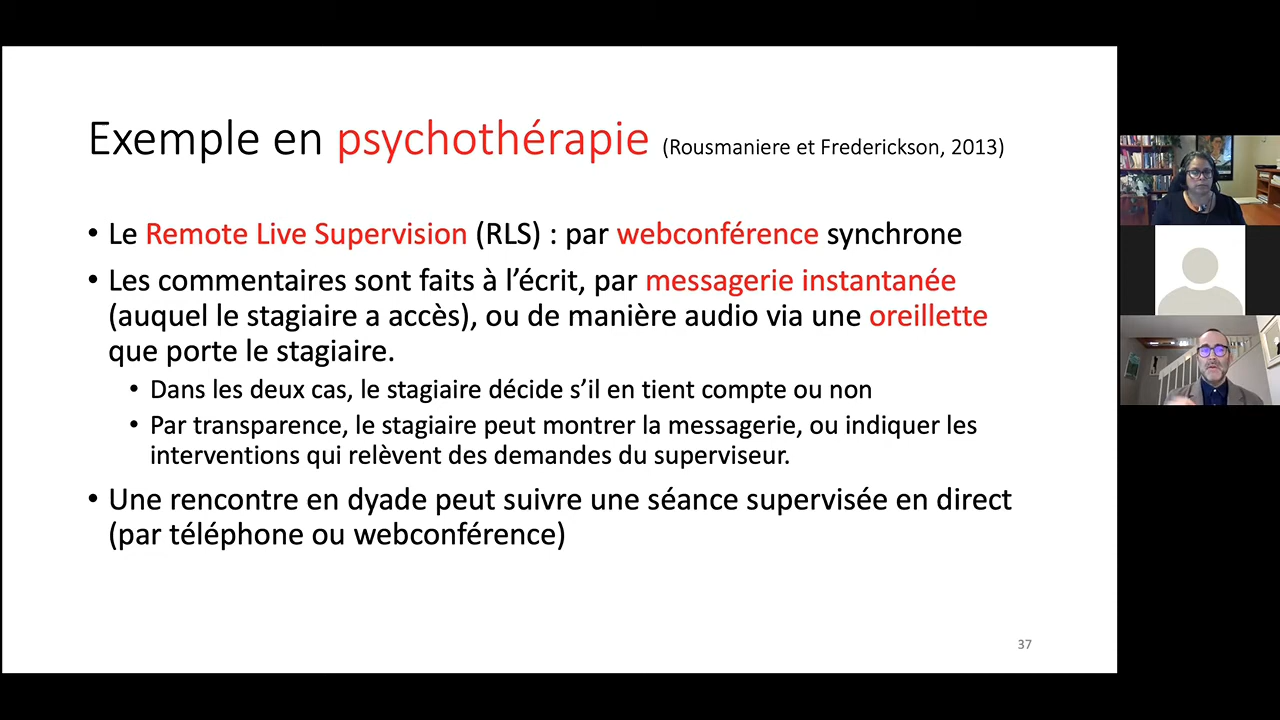 Exemple en psychothérapie (Rousmaniere et Frederickson, 2013)
• Le Remote Live Supervision (RLS) : par webconférence synchrone
• Les commentaires sont faits à l’écrit, par messagerie instantanée
(auquel le stagiaire a accès), ou de manière audio via une oreillette
que porte le stagiaire.
• Dans les deux cas, le stagiaire décide s’il en tient compte ou non
• Par transparence, le stagiaire peut montrer la messagerie, ou indiquer les
interventions qui relèvent des demandes du superviseur.
• Une rencontre en dyade peut suivre une séance supervisée en direct
(par téléphone ou webconférence)
37